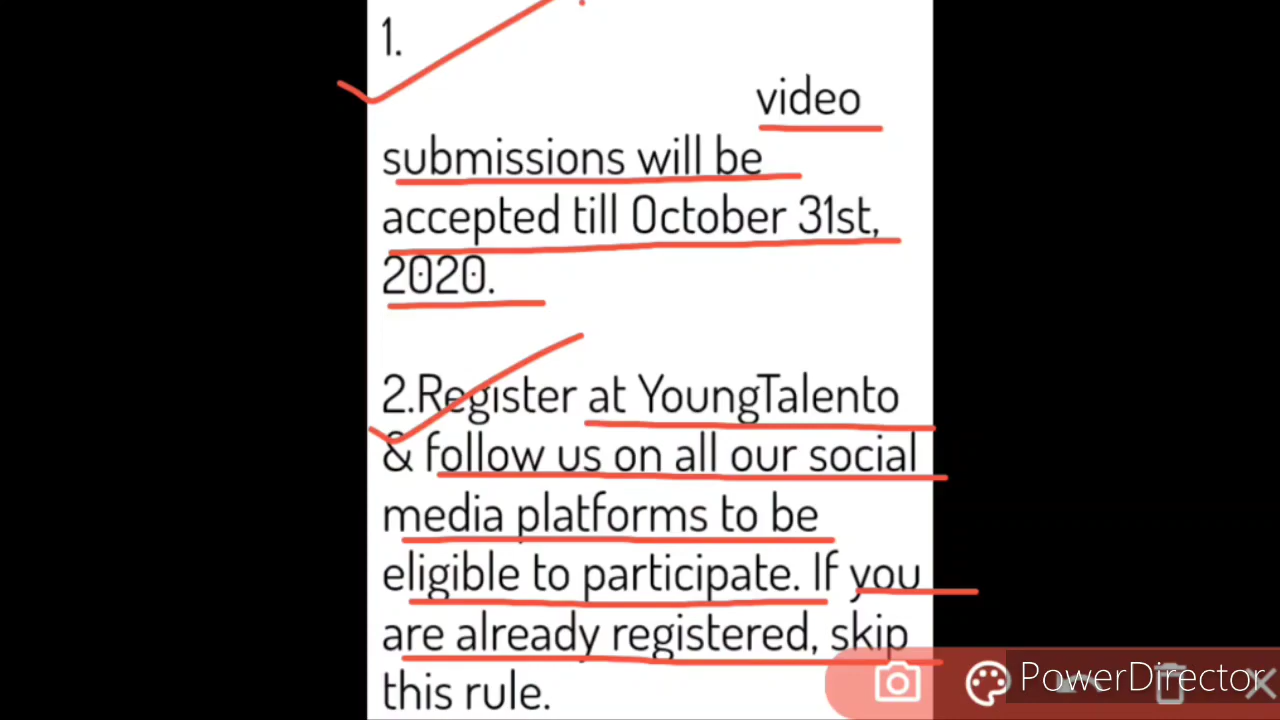 1.
video
submissions will be
accepted till October 31st,
2020.
2.Register at YoungTalento
& follow us on all our social
media platforms to be
eligible to participate. If you
are already registered, skip
this rule.
PowerDirector